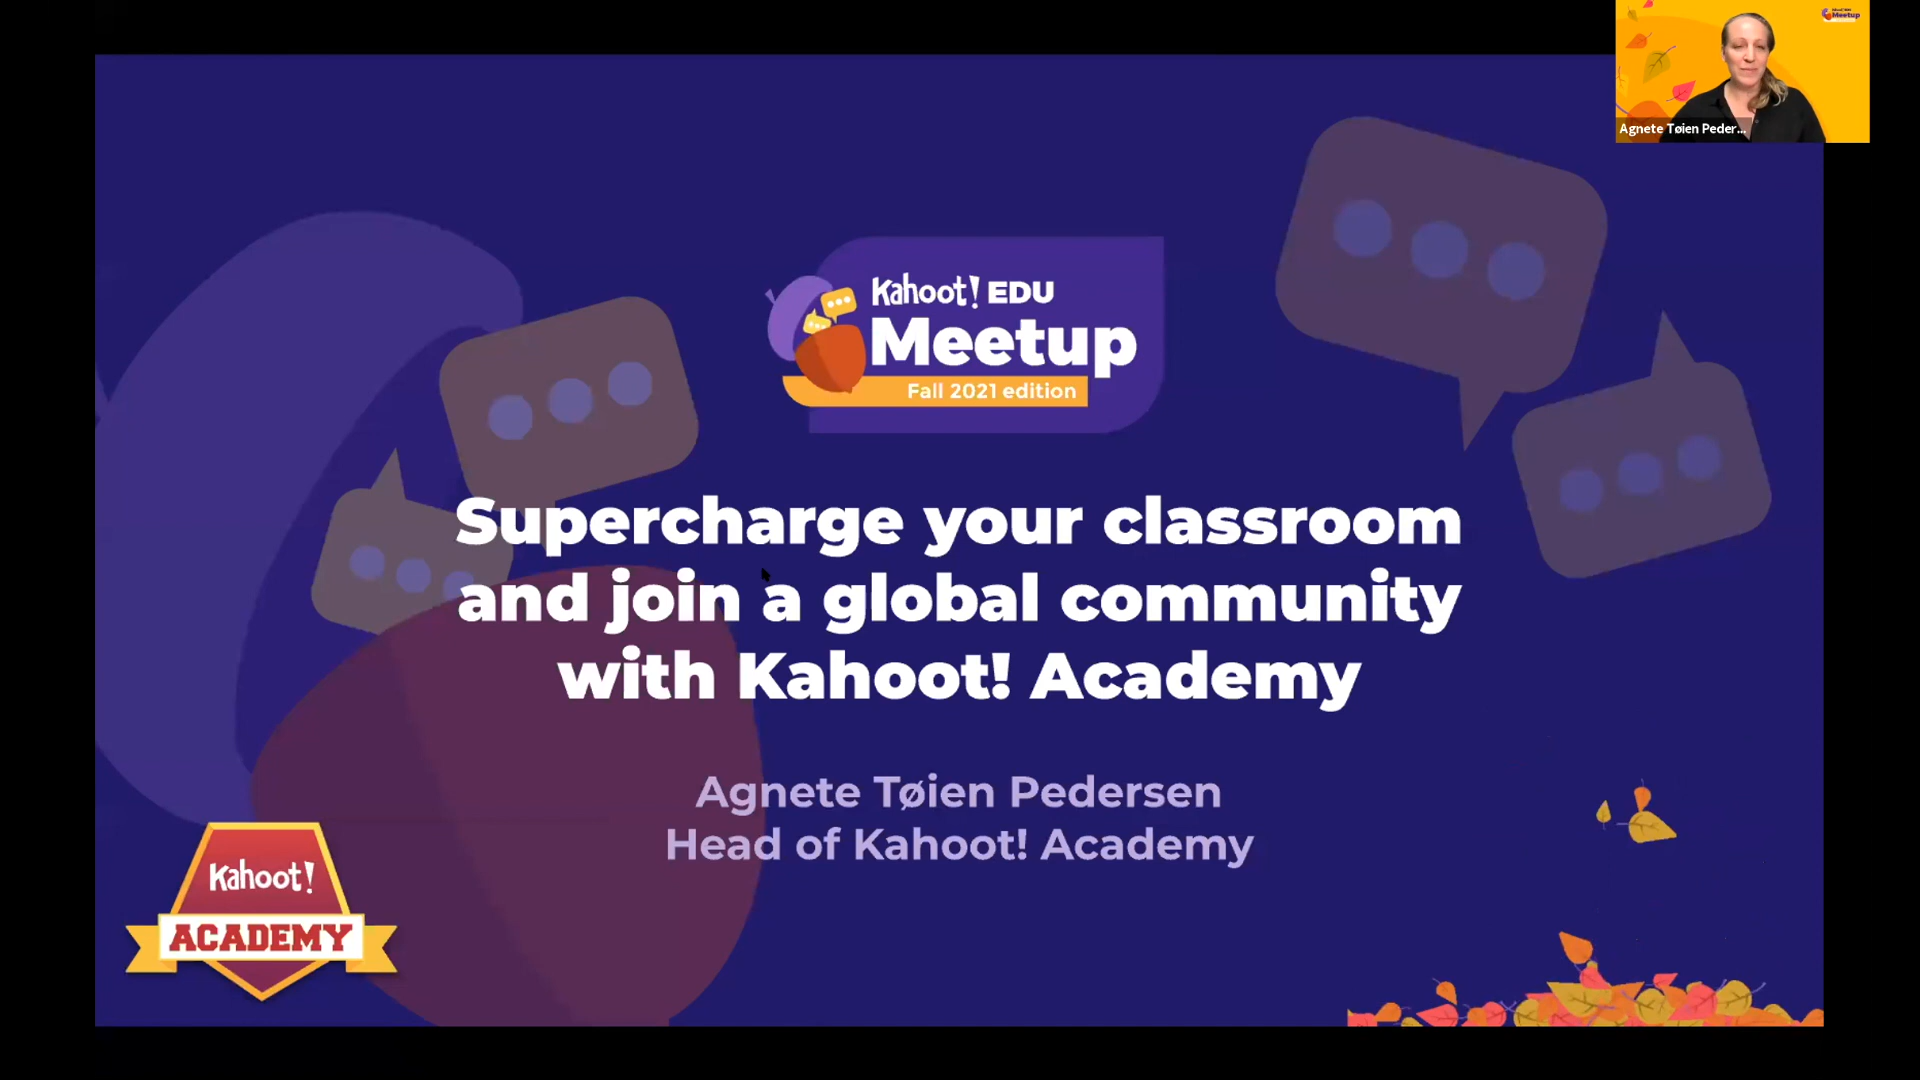 Meetup
Agnete Tøien Peder...
Kahoot! EDU
Meetup
Fall 2021 edition
Supercharge your classroom
and join a global community
with Kahoot! Academy
Agnete Tøien Pedersen
Head of Kahoot! Academy
Kahoot!
ACADEMY